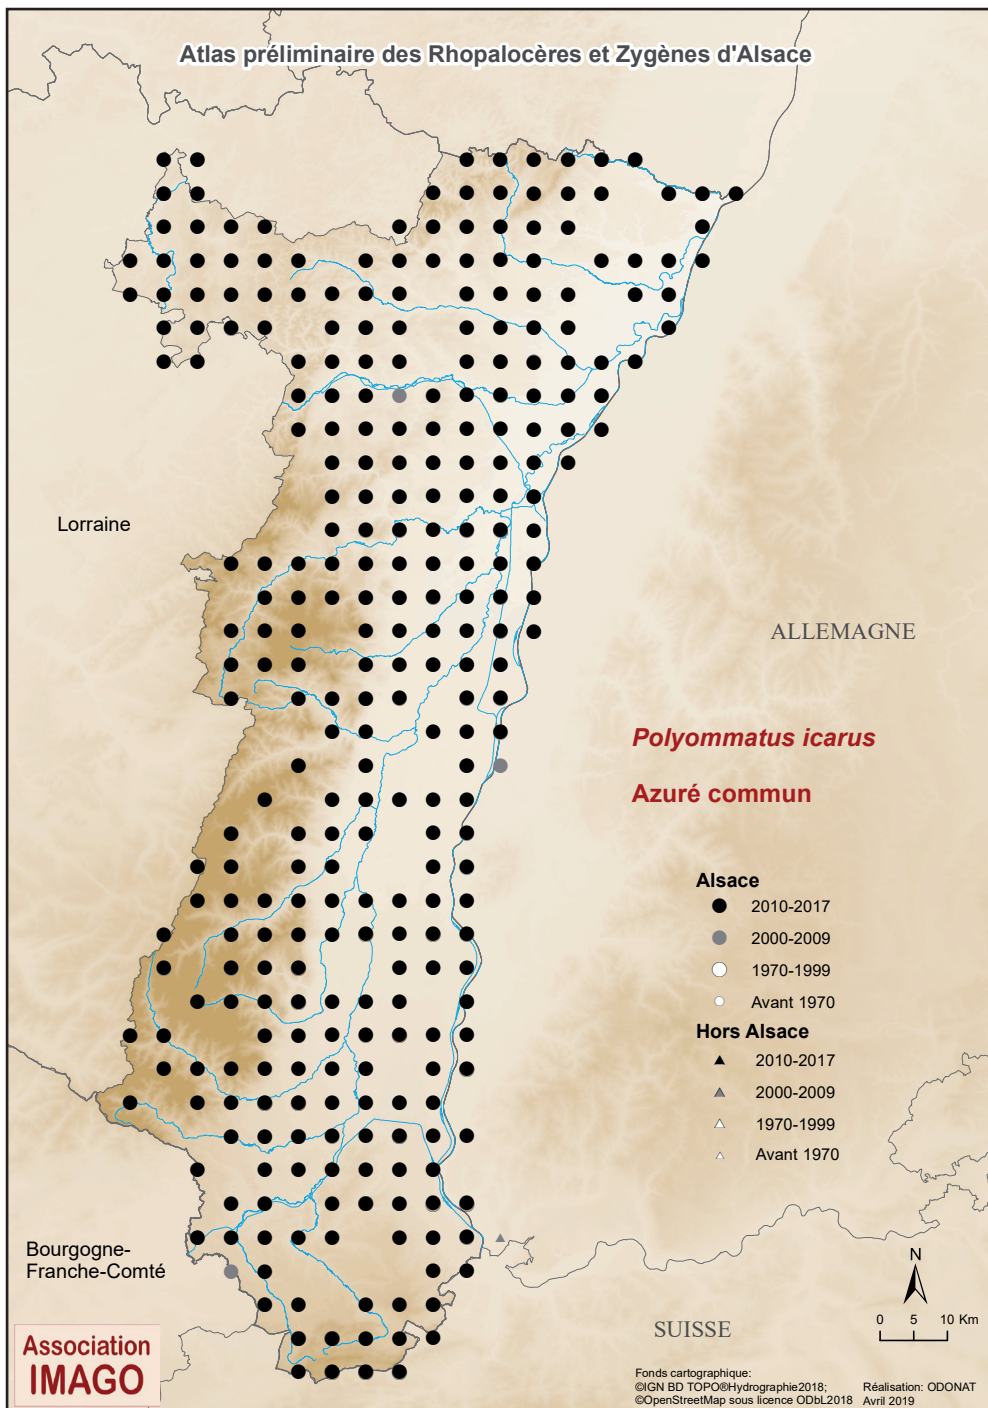 Atlas préliminaire des Rhopalocères et Zygènes d'Alsace
Lorraine
ALLEMAGNE
Polyommatus icarus
Azuré commun
Alsace
2010-2017
2000-2009
1970-1999
Avant 1970
Hors Alsace
2010-2017
2000-2009
1970-1999
Avant 1970
Bourgogne-
Franche-Comté
N
0 5 10 Km
SUISSE
Association
IMAGO
Fonds cartographique:
©IGN BD TOPO®Hydrographie2018;
©OpenStreetMap sous licence ODbL2018
Réalisation: ODONAT
Avril 2019